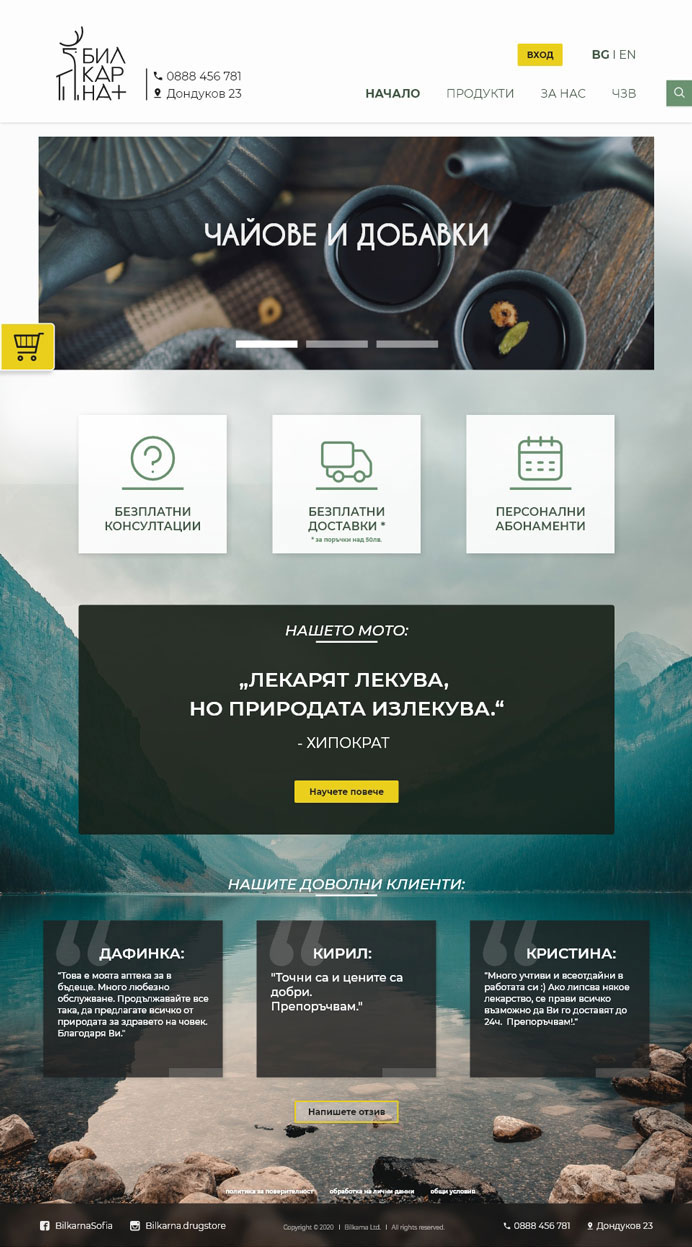 БИЛ
КАР
НА+
0888 456 781
Дондуков 23
ВХОД
BG I EN
НАЧАЛО
ПРОДУКТИ
ЗА НАС
ЧЗВ
ЧАЙОВЕ И ДОБАВКИ
БЕЗПЛАТНИ
КОНСУЛТАЦИИ
БЕЗПЛАТНИ
ДОСТАВКИ *
* за поръчки над 50лв.
ПЕРСОНАЛНИ
АБОНАМЕНТИ
НАШЕТО МОТО:
„ЛЕКАРЯТ ЛЕКУВА,
НО ПРИРОДАТА ИЗЛЕКУВА.“
- ХИПОКРАТ
Научете повече
НАШИТЕ ДОВОЛНИ КЛИЕНТИ:
ДАФИНКА:
"Това е моята аптека за в
бъдеще. Много любезно
обслужване. Продължавайте все
така, да предлагате всичко от
природата за здравето на човек.
Благодаря Ви."
КИРИЛ:
"Точни са и цените са
добри.
Препоръчвам."
КРИСТИНА:
"Много учтиви и всеотдайни в
работата си :) Ако липсва някое
лекарство, се прави всичко
възможно да Ви го доставят до
24ч. Препоръчвам!."
Напишете отзив
политика за поверителност
обработка на лични данни
общи условия
BilkarnaSofia
Bilkarna.drugstore
Copyright © 2020 I Bilkarna Ltd. I All rights reserved.
0888 456 781
Дондуков 23